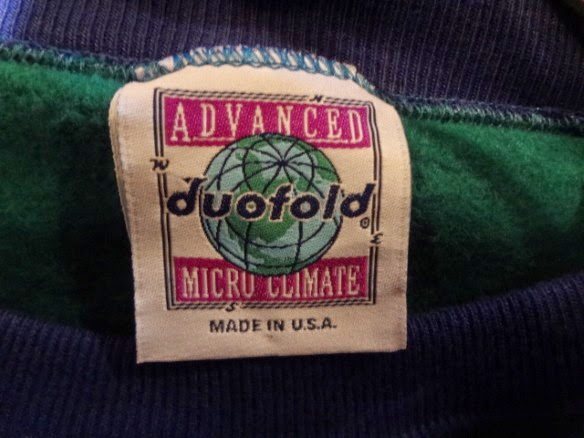 N
ADVANCED
W
duofold®
E
MICRO CLIMATE
S
MADE IN U.S.A.